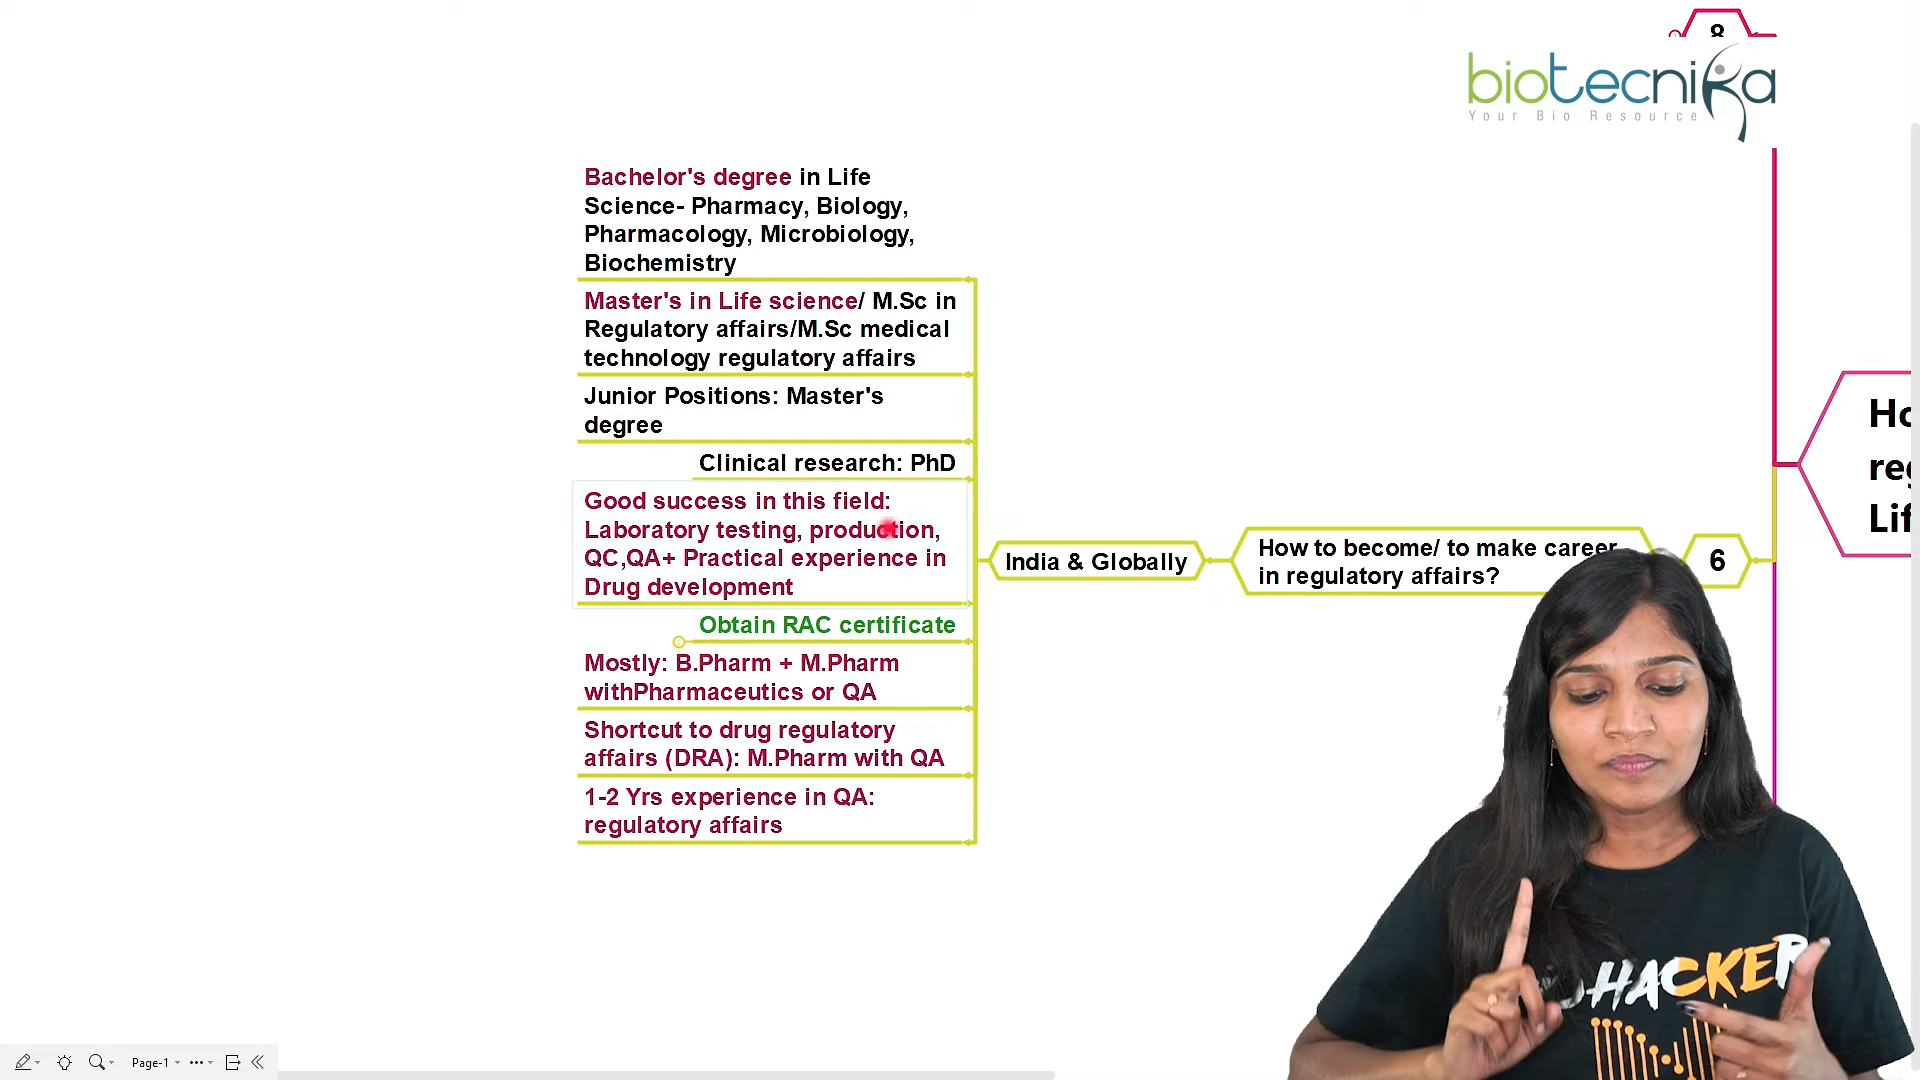 8
biotecnika
Your Bio Resource
Bachelor's degree in Life
Science- Pharmacy, Biology,
Pharmacology, Microbiology,
Biochemistry
Master's in Life science/ M.Sc in
Regulatory affairs/M.Sc medical
technology regulatory affairs
Junior Positions: Master's
degree
Clinical research: PhD
Good success in this field:
Laboratory testing, production,
QC,QA+ Practical experience in
Drug development
Obtain RAC certificate
Mostly: B.Pharm + M.Pharm
withPharmaceutics or QA
Shortcut to drug regulatory
affairs (DRA): M.Pharm with QA
1-2 Yrs experience in QA:
regulatory affairs
India & Globally
How to become/ to make career
in regulatory affairs?
6
Page-1